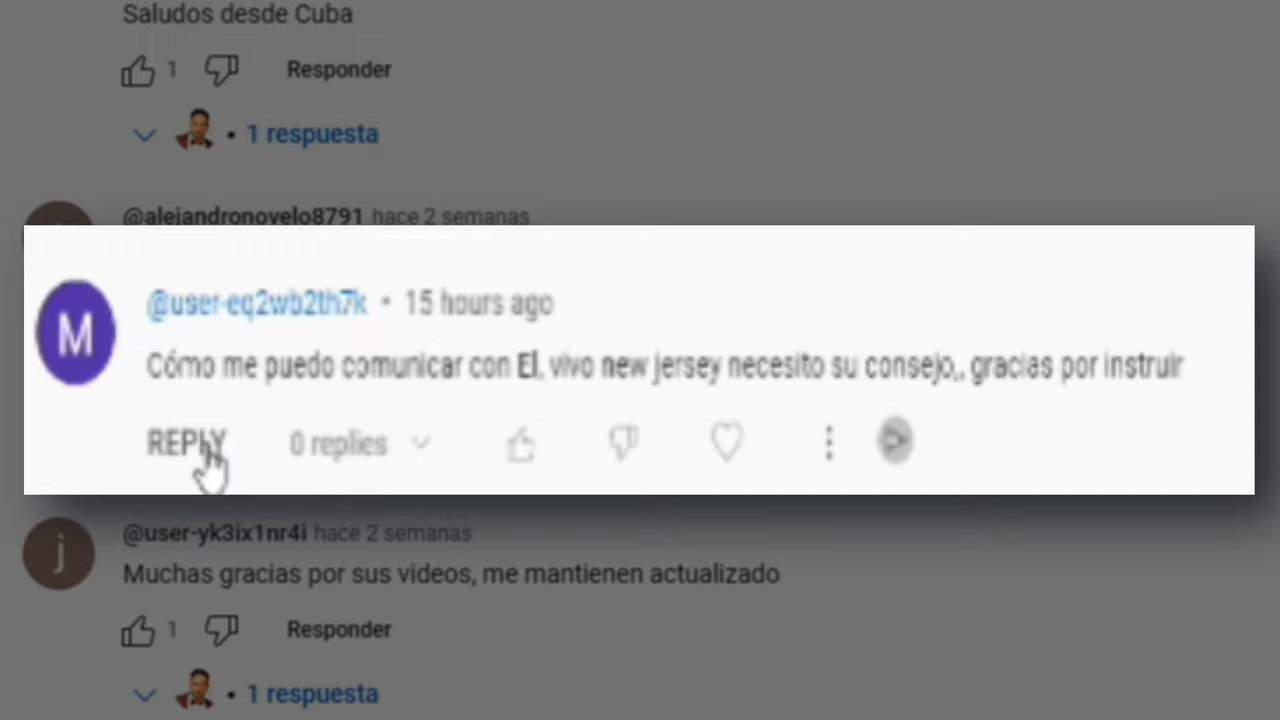 Saludos desde Cuba
1 Responder
• 1 respuesta
@alejandronovelo8791 hace 2 semanas
M
@user-eq2wb2th7k • 15 hours ago
Cómo me puedo comunicar con El, vivo new jersey necesito su consejo,, gracias por instruir
REPLY 0 replies
j
@user-yk3ix1nr4i hace 2 semanas
Muchas gracias por sus videos, me mantienen actualizado
1 Responder
• 1 respuesta